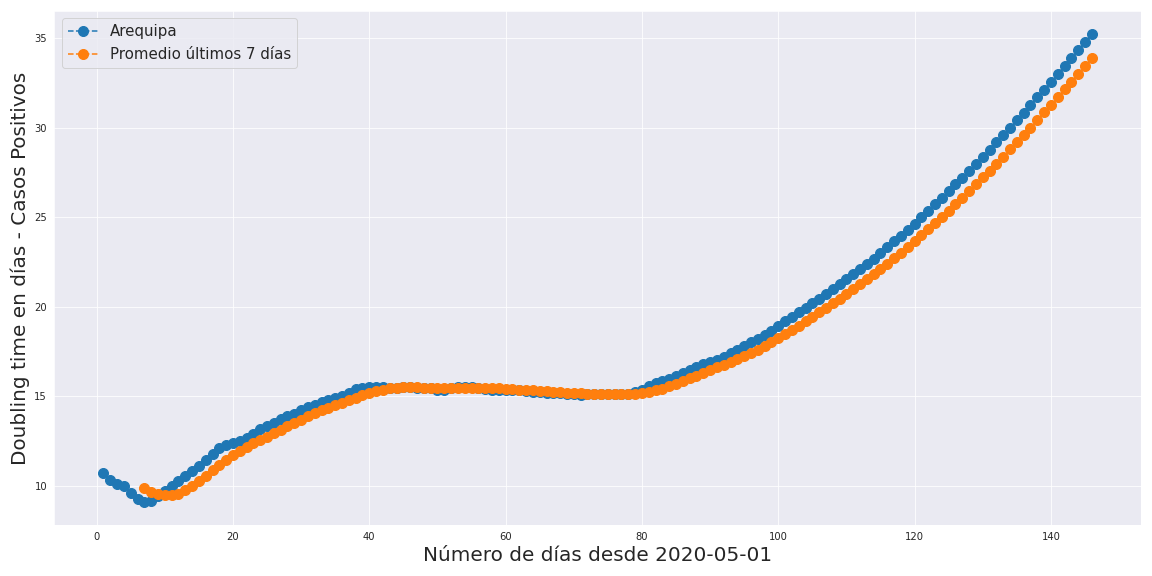 Arequipa
Promedio últimos 7 días
Doubling time en días - Casos Positivos
35
30
25
20
15
10
0 20 40 60 80 100 120 140
Número de días desde 2020-05-01